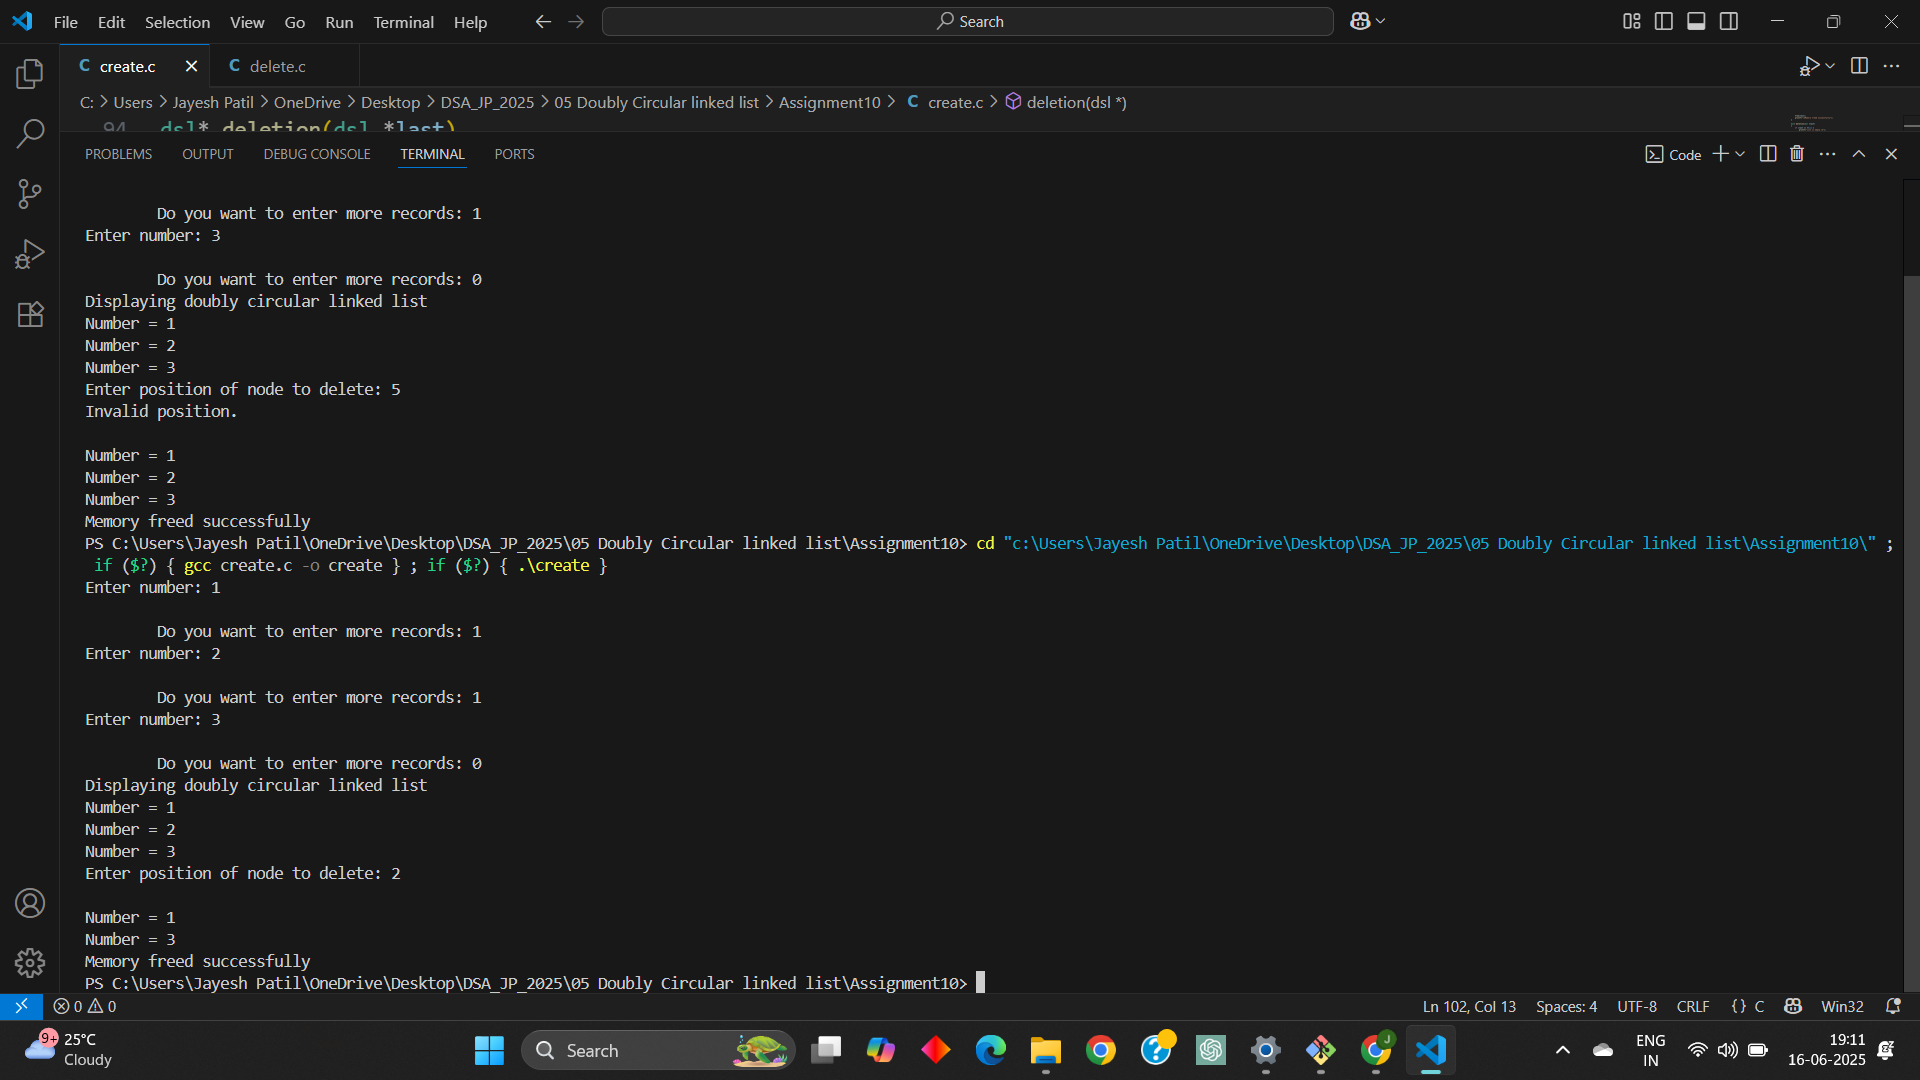 File Edit Selection View Go Run Terminal Help
Search
C create.c
C delete.c
C: > Users > Jayesh Patil > OneDrive > Desktop > DSA_JP_2025 > 05 Doubly Circular linked list > Assignment10 > C create.c > deletion(dsl *)
94 dsl* deletion(dsl *last)
PROBLEMS OUTPUT DEBUG CONSOLE TERMINAL PORTS
Code
Do you want to enter more records: 1
Enter number: 3
Do you want to enter more records: 0
Displaying doubly circular linked list
Number = 1
Number = 2
Number = 3
Enter position of node to delete: 5
Invalid position.
Number = 1
Number = 2
Number = 3
Memory freed successfully
PS C:\Users\Jayesh Patil\OneDrive\Desktop\DSA_JP_2025\05 Doubly Circular linked list\Assignment10> cd "c:\Users\Jayesh Patil\OneDrive\Desktop\DSA_JP_2025\05 Doubly Circular linked list\Assignment10\" ;
if ($?) { gcc create.c -o create } ; if ($?) { .\create }
Enter number: 1
Do you want to enter more records: 1
Enter number: 2
Do you want to enter more records: 1
Enter number: 3
Do you want to enter more records: 0
Displaying doubly circular linked list
Number = 1
Number = 2
Number = 3
Enter position of node to delete: 2
Number = 1
Number = 3
Memory freed successfully
PS C:\Users\Jayesh Patil\OneDrive\Desktop\DSA_JP_2025\05 Doubly Circular linked list\Assignment10>
0 0
Ln 102, Col 13 Spaces: 4 UTF-8 CRLF {} C Win32
9+
25°C
Cloudy
Search
J
ENG
IN
19:11
16-06-2025